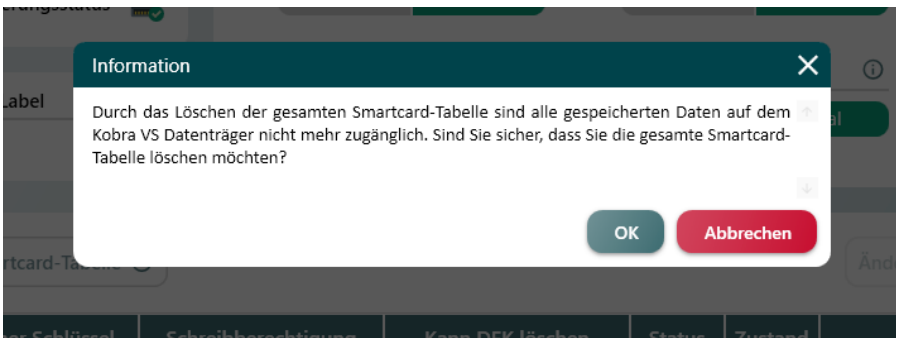 Information
Label
Durch das Löschen der gesamten Smartcard-Tabelle sind alle gespeicherten Daten auf dem
Kobra VS Datenträger nicht mehr zugänglich. Sind Sie sicher, dass Sie die gesamte Smartcard-
Tabelle löschen möchten?
OK
Abbrechen
Schreibberechtigung
Kann DEK löschen
Status
Zustand